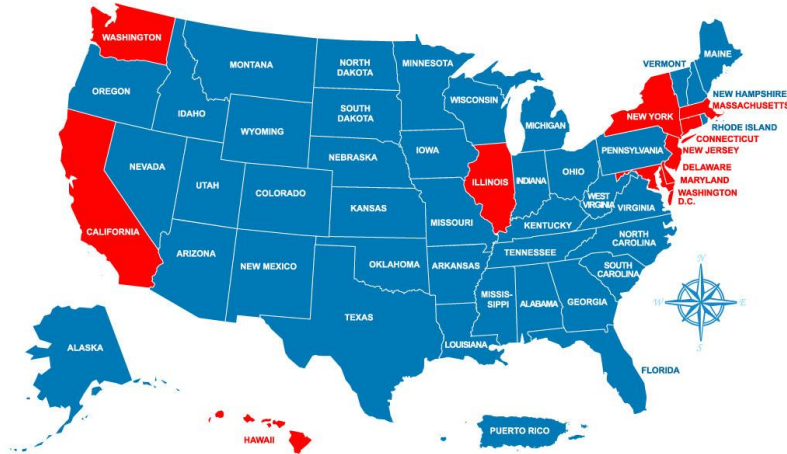 WASHINGTON
MONTANA
NORTH
DAKOTA
MINNESOTA
VERMONT
MAINE
OREGON
IDAHO
SOUTH
DAKOTA
WISCONSIN
MICHIGAN
NEW YORK
NEW HAMPSHIRE
MASSACHUSETTS
RHODE ISLAND
CONNECTICUT
NEW JERSEY
WYOMING
NEBRASKA
IOWA
PENNSYLVANIA
NEVADA
UTAH
COLORADO
ILLINOIS
INDIANA
OHIO
DELAWARE
MARYLAND
WASHINGTON
D.C.
CALIFORNIA
KANSAS
MISSOURI
WEST
VIRGINIA
VIRGINIA
KENTUCKY
ARIZONA
NEW MEXICO
OKLAHOMA
ARKANSAS
TENNESSEE
NORTH
CAROLINA
SOUTH
CAROLINA
TEXAS
LOUISIANA
MISSIS-
SIPPI
ALABAMA
GEORGIA
N
W
E
S
FLORIDA
ALASKA
HAWAII
PUERTO RICO